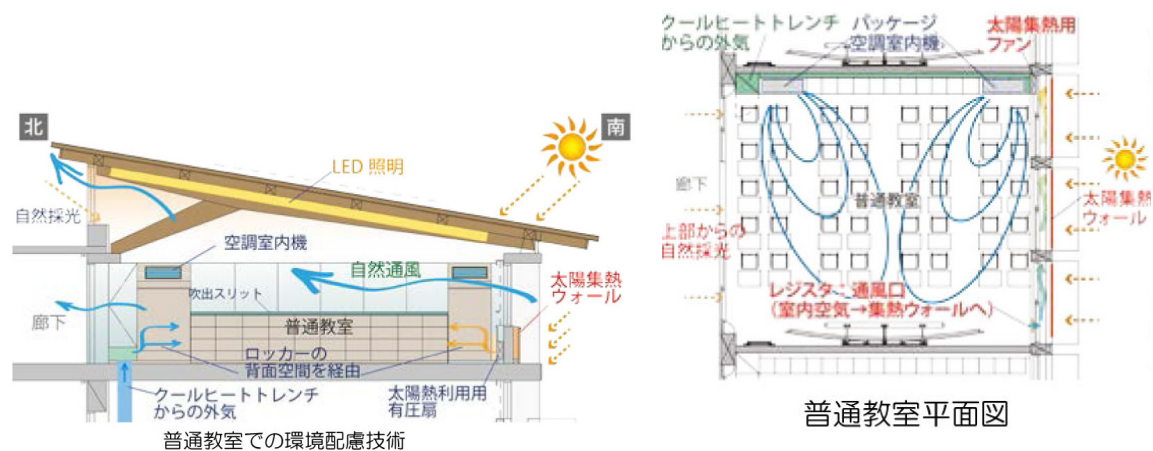 北
南
LED 照明
自然採光
空調室内機
自然通風
太陽集熱
ウォール
吹出スリット
廊下
普通教室
ロッカーの
背面空間を経由
クールヒートトレンチ
からの外気
太陽熱利用用
有圧扇
普通教室での環境配慮技術
クールヒートトレンチ
からの外気
パッケージ
空調室内機
太陽集熱用
ファン
廊下
普通教室
太陽集熱
ウォール
上部からの
自然採光
レジスタ：通風口
（室内空気→集熱ウォールへ）
普通教室平面図